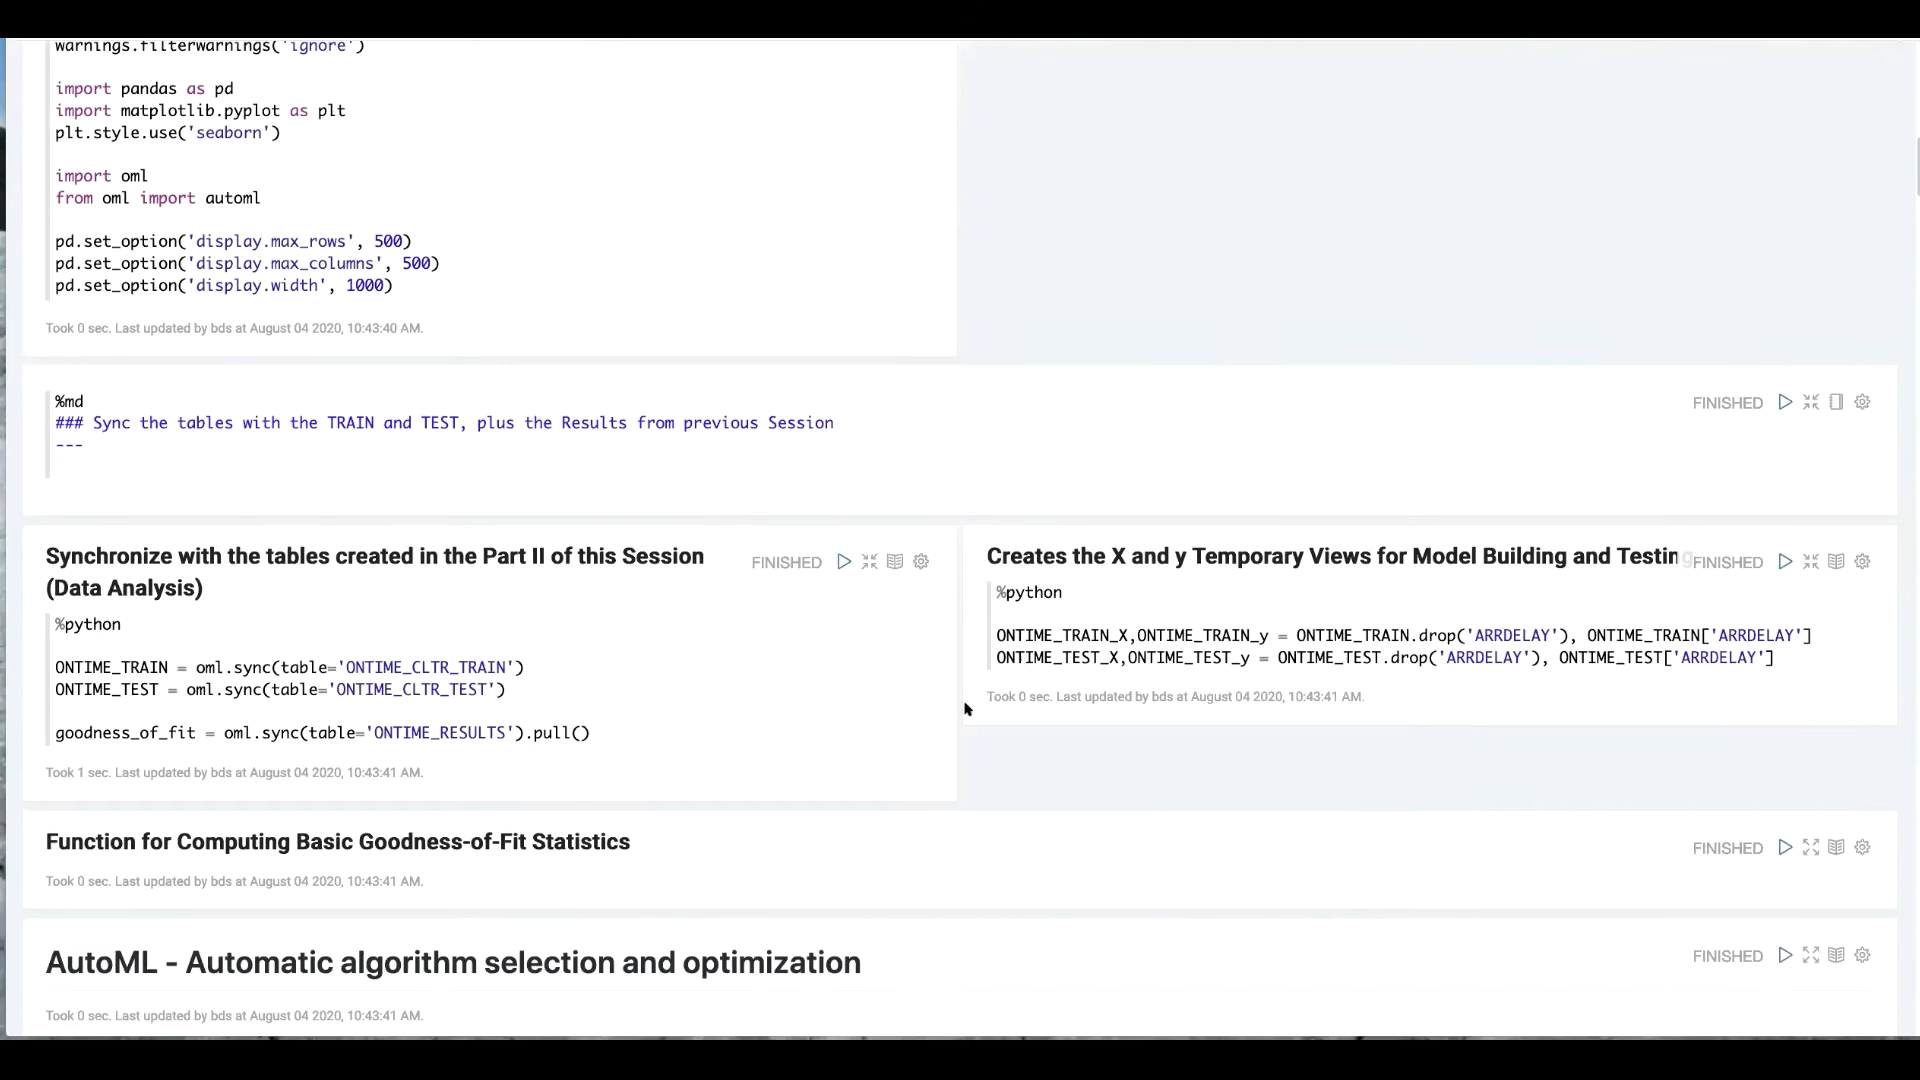 warnings.filterwarnings('ignore')
import pandas as pd
import matplotlib.pyplot as plt
plt.style.use('seaborn')
import oml
from oml import automl
pd.set_option('display.max_rows', 500)
pd.set_option('display.max_columns', 500)
pd.set_option('display.width', 1000)
Took 0 sec. Last updated by bds at August 04 2020, 10:43:40 AM.
%md
### Sync the tables with the TRAIN and TEST, plus the Results from previous Session
---
FINISHED
Synchronize with the tables created in the Part II of this Session
(Data Analysis)
FINISHED
%python
ONTIME_TRAIN = oml.sync(table='ONTIME_CLTR_TRAIN')
ONTIME_TEST = oml.sync(table='ONTIME_CLTR_TEST')
goodness_of_fit = oml.sync(table='ONTIME_RESULTS').pull()
Took 1 sec. Last updated by bds at August 04 2020, 10:43:41 AM.
Creates the X and y Temporary Views for Model Building and Testing
FINISHED
%python
ONTIME_TRAIN_X,ONTIME_TRAIN_y = ONTIME_TRAIN.drop('ARRDELAY'), ONTIME_TRAIN['ARRDELAY']
ONTIME_TEST_X,ONTIME_TEST_y = ONTIME_TEST.drop('ARRDELAY'), ONTIME_TEST['ARRDELAY']
Took 0 sec. Last updated by bds at August 04 2020, 10:43:41 AM.
Function for Computing Basic Goodness-of-Fit Statistics
FINISHED
Took 0 sec. Last updated by bds at August 04 2020, 10:43:41 AM.
AutoML - Automatic algorithm selection and optimization
FINISHED
Took 0 sec. Last updated by bds at August 04 2020, 10:43:41 AM.